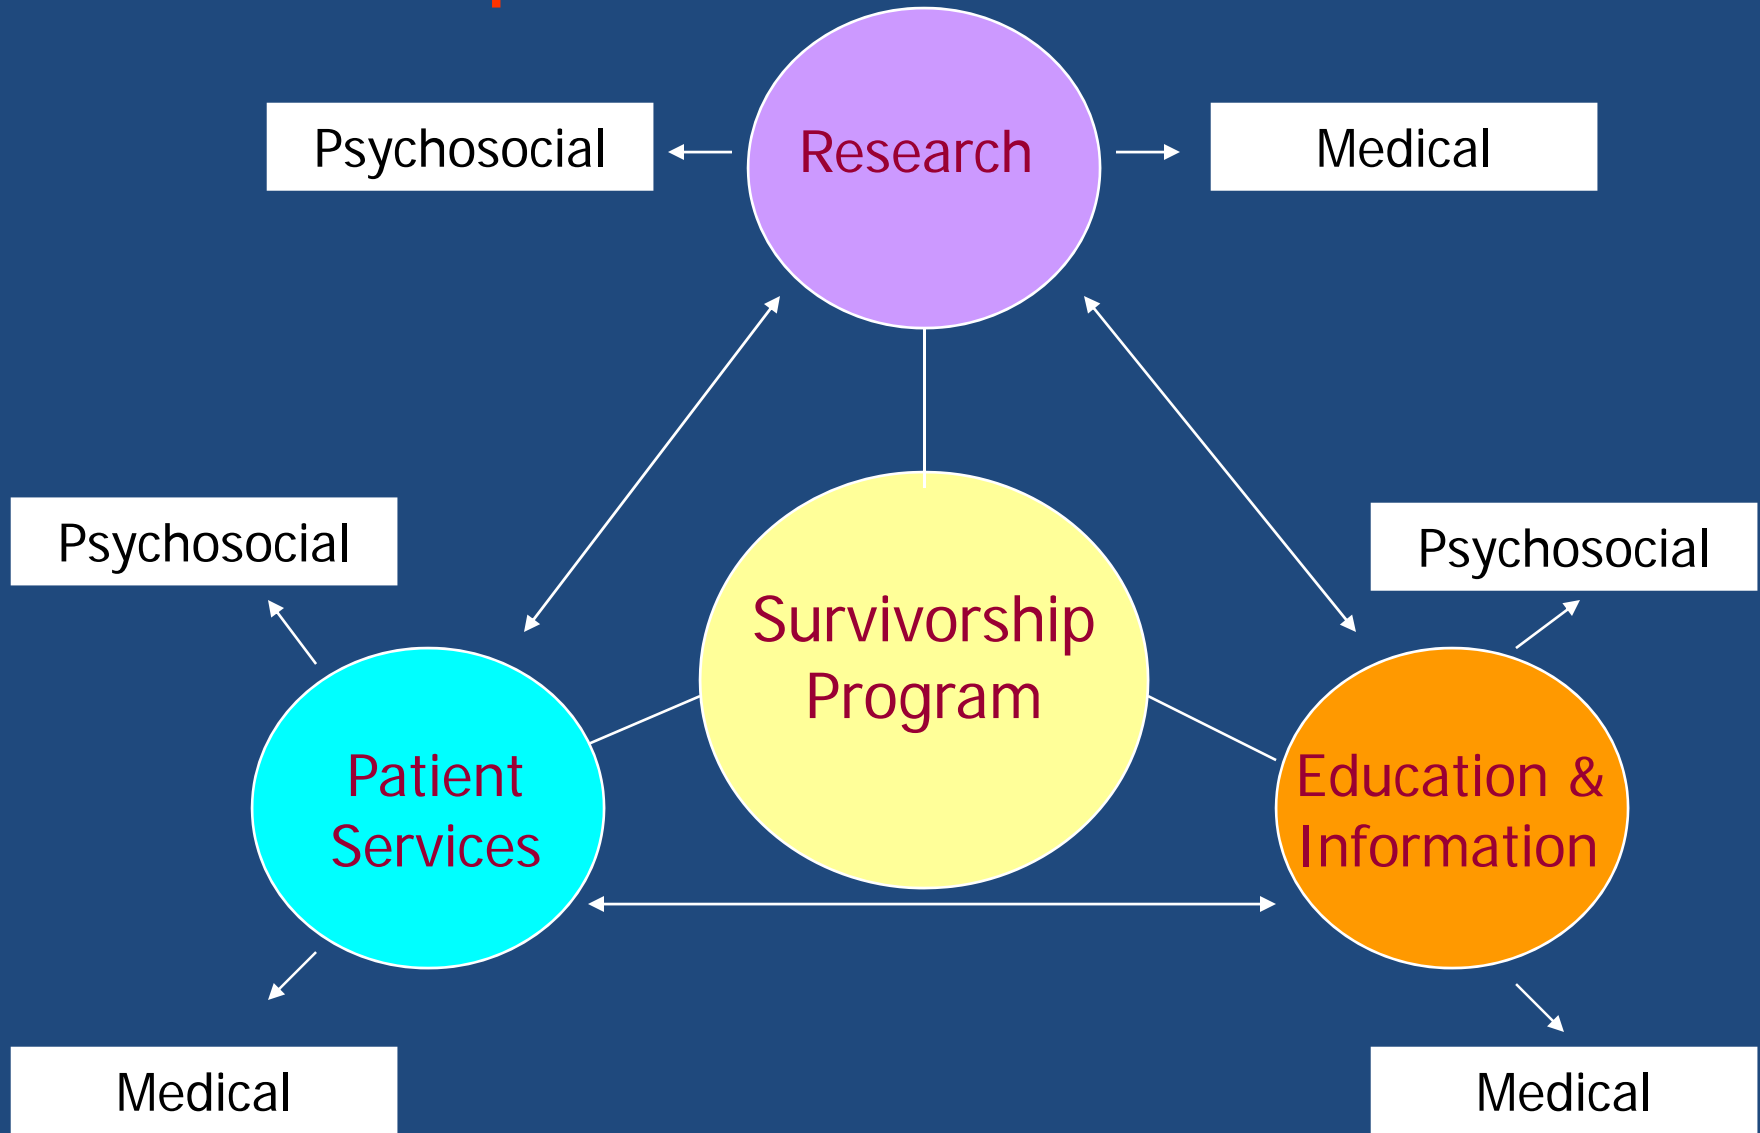 Psychosocial
Research
Medical
Psychosocial
Psychosocial
Survivorship
Program
Patient
Services
Education &
Information
Medical
Medical